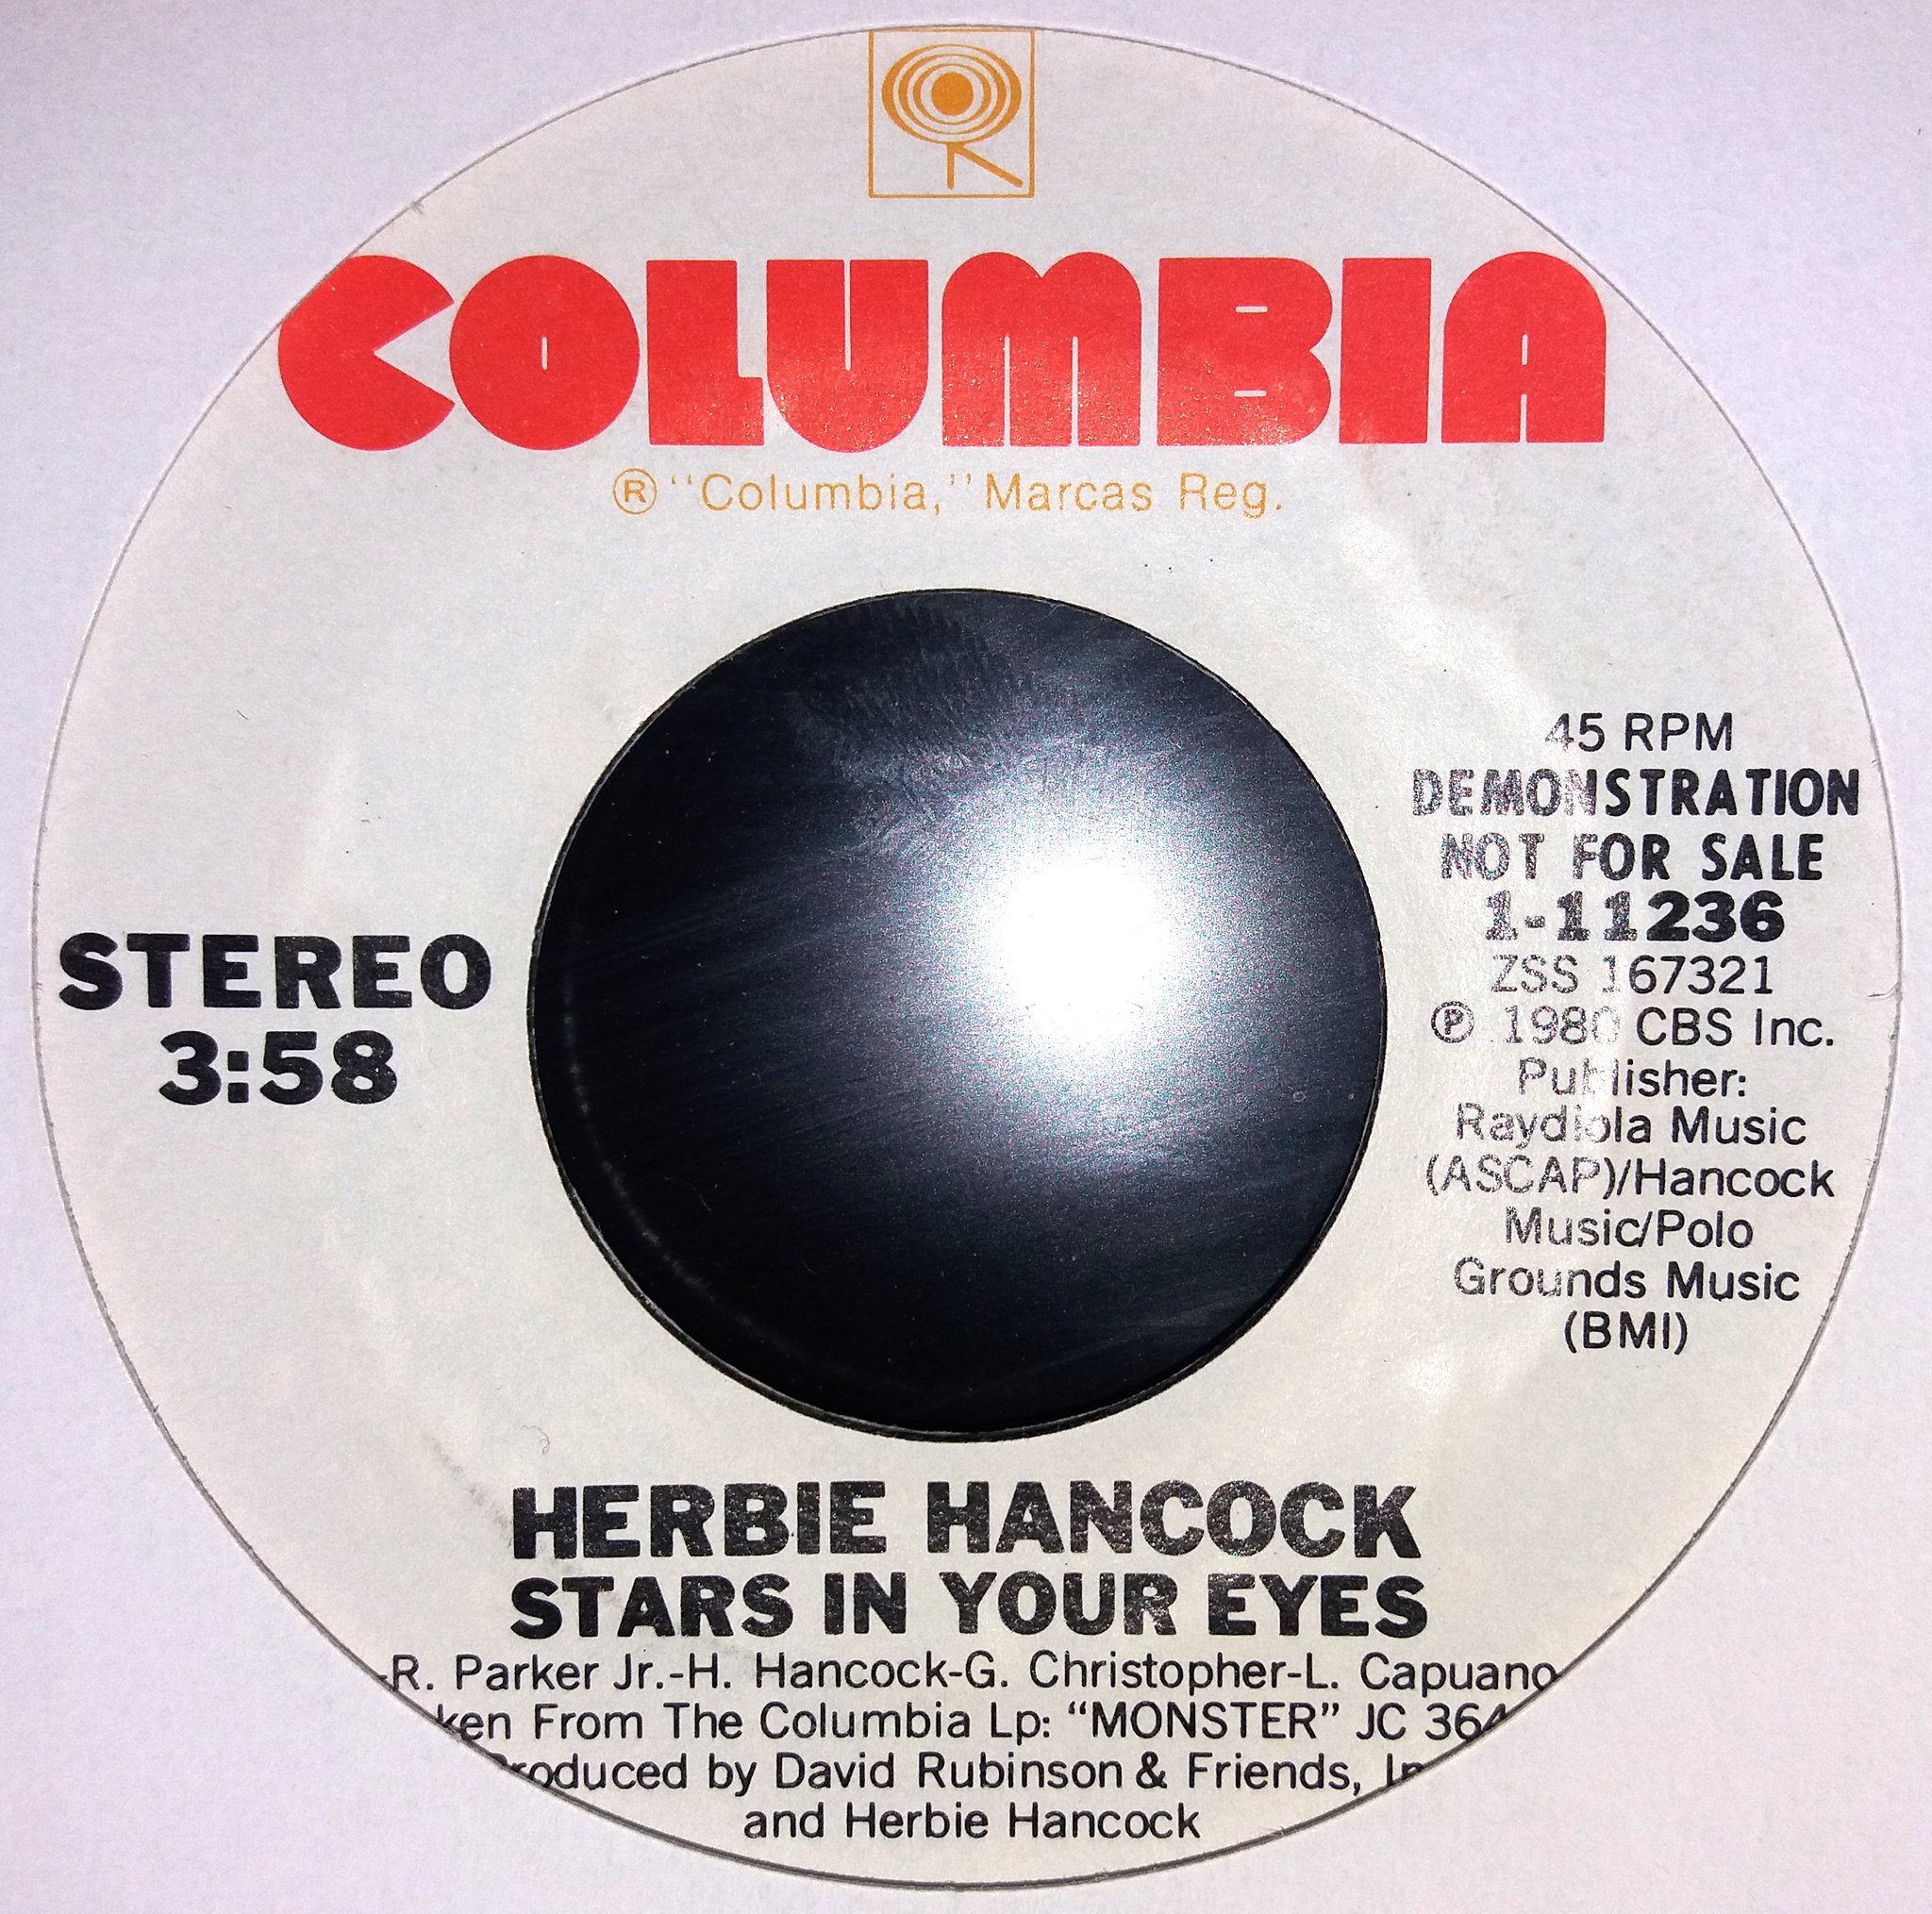 COLUMBIA
® "Columbia," Marcas Reg.
STEREO
3:58
45 RPM
DEMONSTRATION
NOT FOR SALE
1-11236
ZSS 167321
℗ 1980 CBS Inc.
Publisher:
Raydiola Music
(ASCAP)/Hancock
Music/Polo
Grounds Music
(BMI)
HERBIE HANCOCK
STARS IN YOUR EYES
-R. Parker Jr.-H. Hancock-G. Christopher-L. Capuano
From The Columbia Lp: “MONSTER” JC
by David Rubinson & Friends,
and Herbie Hancock